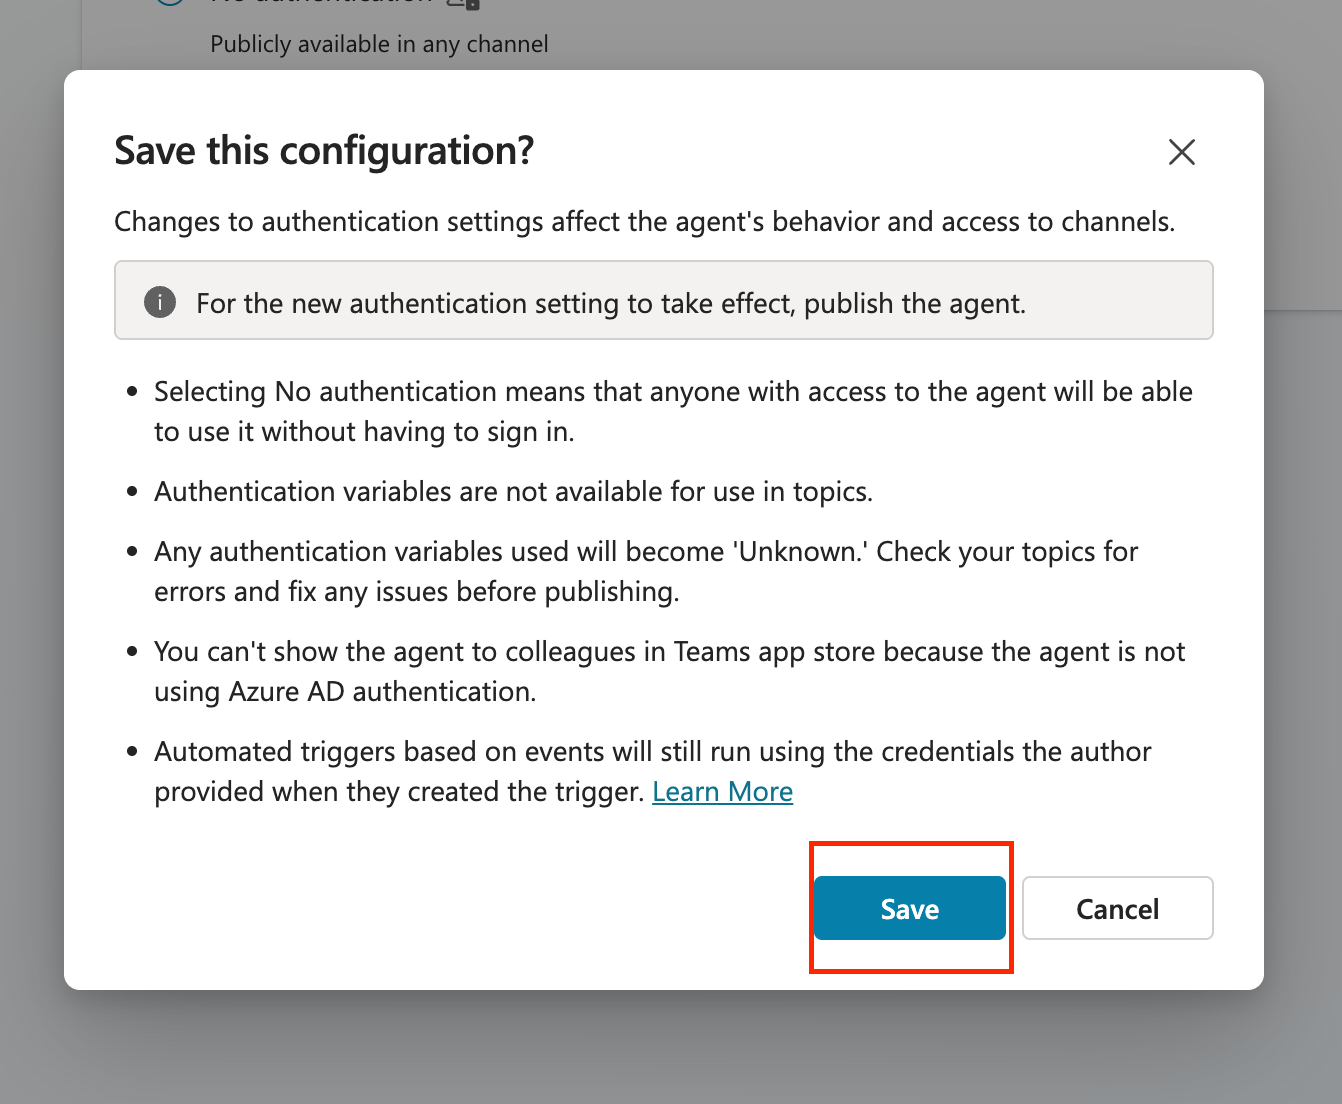 No authentication
Publicly available in any channel
Save this configuration?
Changes to authentication settings affect the agent's behavior and access to channels.
For the new authentication setting to take effect, publish the agent.
Selecting No authentication means that anyone with access to the agent will be able
to use it without having to sign in.
Authentication variables are not available for use in topics.
Any authentication variables used will become 'Unknown.' Check your topics for
errors and fix any issues before publishing.
You can't show the agent to colleagues in Teams app store because the agent is not
using Azure AD authentication.
Automated triggers based on events will still run using the credentials the author
provided when they created the trigger. Learn More
Save
Cancel